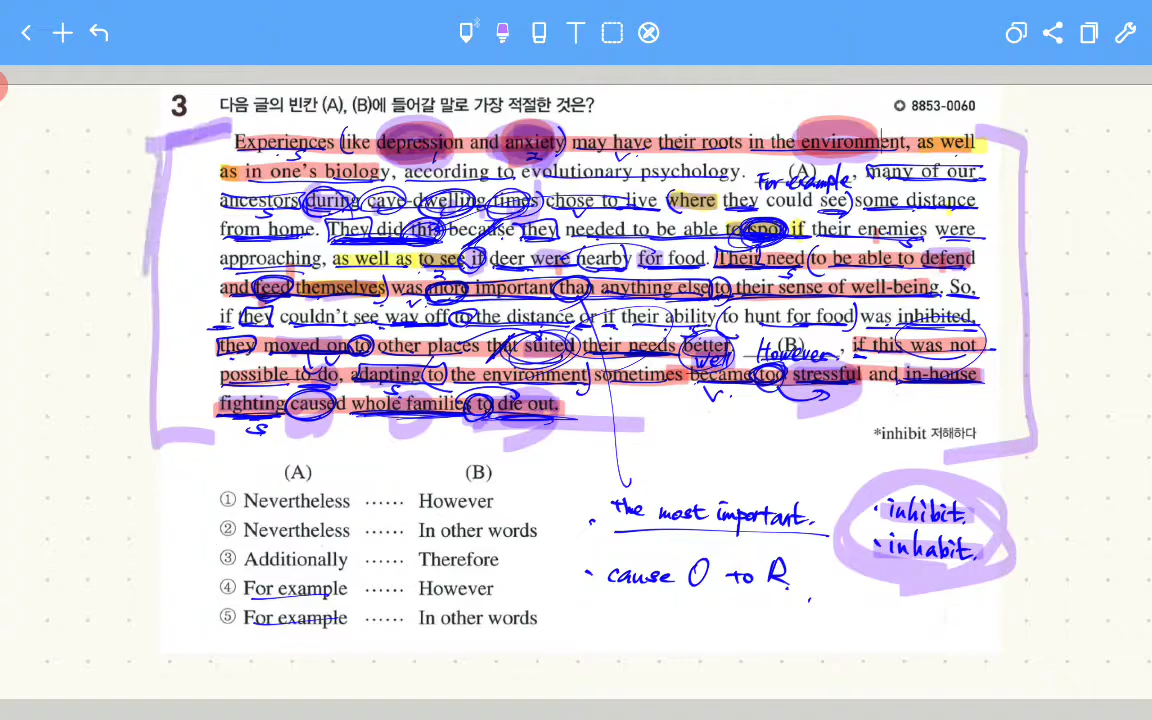 3 다음 글의 빈칸 (A), (B)에 들어갈 말로 가장 적절한 것은? 8853-0060
Experiences (like depression and anxiety) may have their roots in the environment, as well
as in one's biology, according to evolutionary psychology. (A) For example, many of our
ancestors during cave-dwelling times chose to live (where they could see) some distance
from home. They did this because they needed to be able to spot if their enemies were
approaching, as well as to see if deer were nearby for food. Their need (to be able to defend
and feed themselves) was more important than anything else to their sense of well-being. So,
if they couldn't see way off to the distance or if their ability (to hunt for food) was inhibited,
they moved on to other places that suited their needs better well. (B) However, if this was not
possible to do, adapting to the environment sometimes became too stressful and in-house
fighting caused whole families to die out.
*inhibit 저해하다
(A) (B)
① Nevertheless ...... However
② Nevertheless ...... In other words
③ Additionally ...... Therefore
④ For example ...... However
⑤ For example ...... In other words
· the most important.
· cause O to R
· inhibit.
· inhabit.